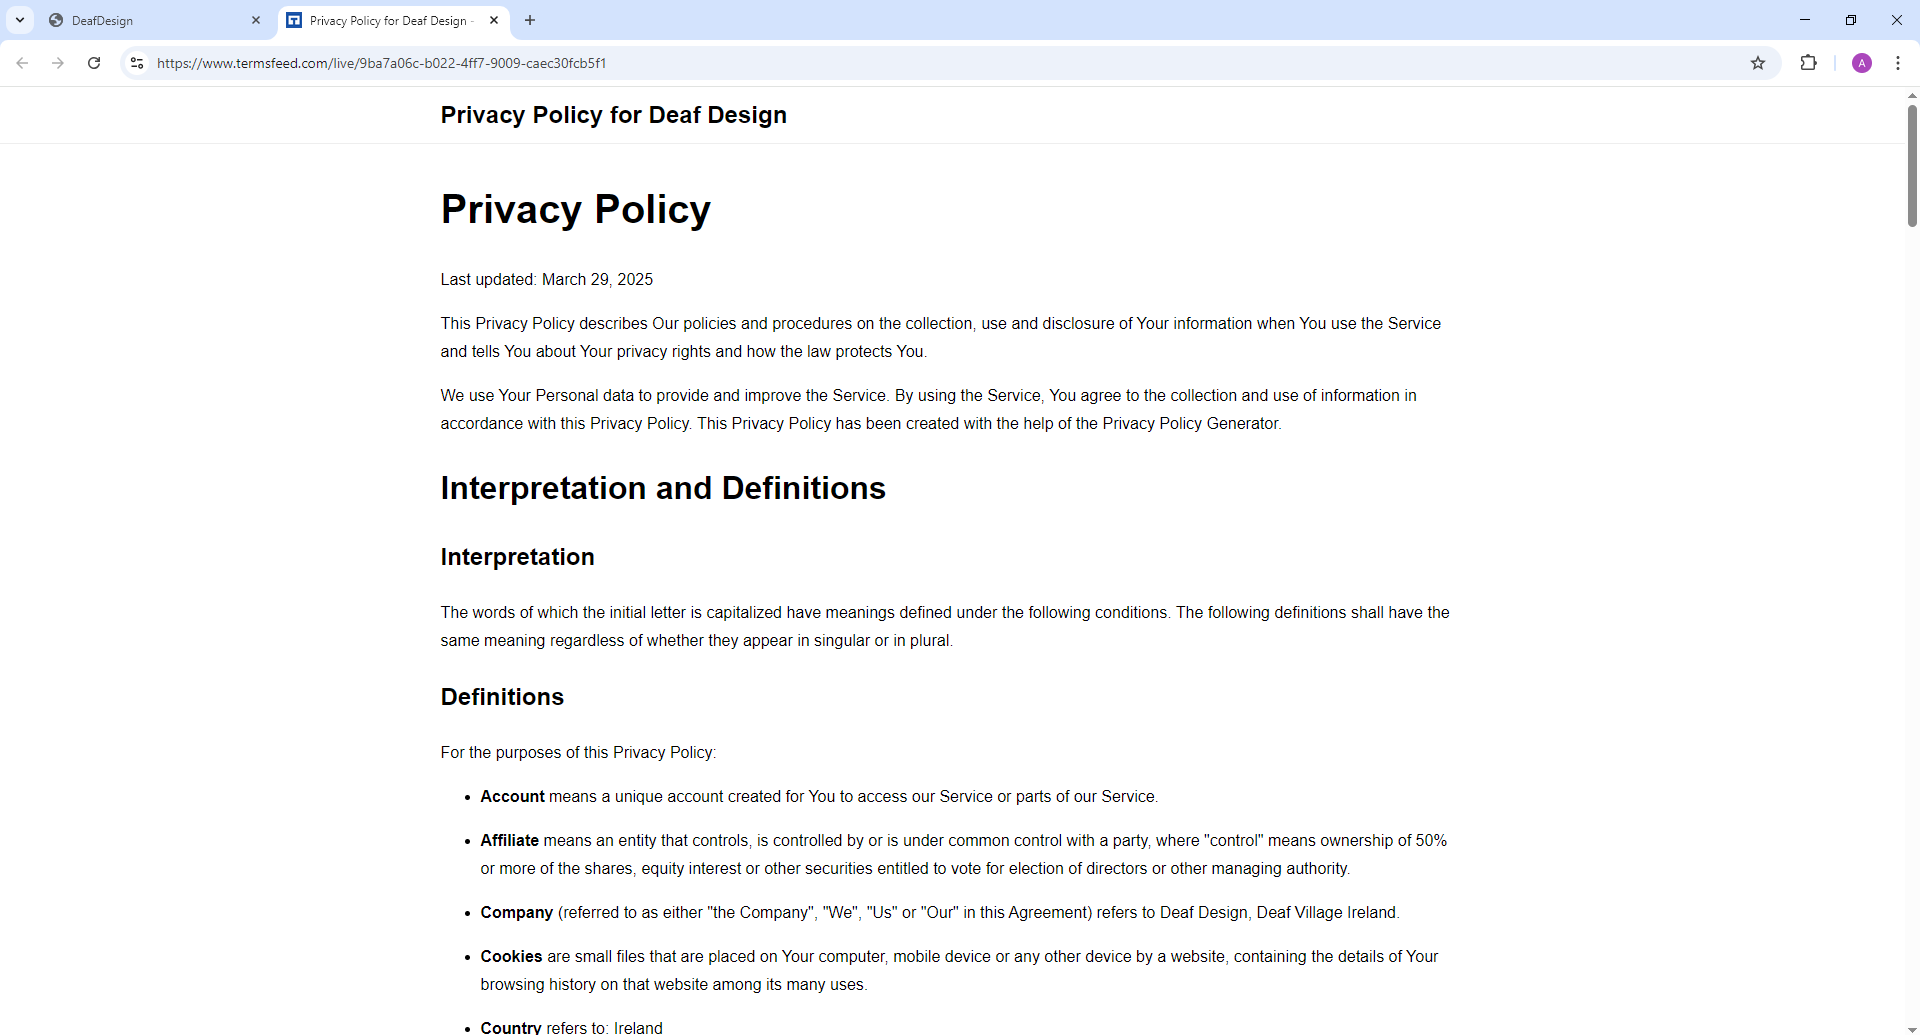 DeafDesign
Privacy Policy for Deaf Design -
https://www.termsfeed.com/live/9ba7a06c-b022-4ff7-9009-caec30fcb5f1
A
Privacy Policy for Deaf Design
Privacy Policy
Last updated: March 29, 2025
This Privacy Policy describes Our policies and procedures on the collection, use and disclosure of Your information when You use the Service
and tells You about Your privacy rights and how the law protects You.
We use Your Personal data to provide and improve the Service. By using the Service, You agree to the collection and use of information in
accordance with this Privacy Policy. This Privacy Policy has been created with the help of the Privacy Policy Generator.
Interpretation and Definitions
Interpretation
The words of which the initial letter is capitalized have meanings defined under the following conditions. The following definitions shall have the
same meaning regardless of whether they appear in singular or in plural.
Definitions
For the purposes of this Privacy Policy:
• Account means a unique account created for You to access our Service or parts of our Service.
• Affiliate means an entity that controls, is controlled by or is under common control with a party, where "control" means ownership of 50%
or more of the shares, equity interest or other securities entitled to vote for election of directors or other managing authority.
• Company (referred to as either "the Company", "We", "Us" or "Our" in this Agreement) refers to Deaf Design, Deaf Village Ireland.
• Cookies are small files that are placed on Your computer, mobile device or any other device by a website, containing the details of Your
browsing history on that website among its many uses.
• Country refers to: Ireland